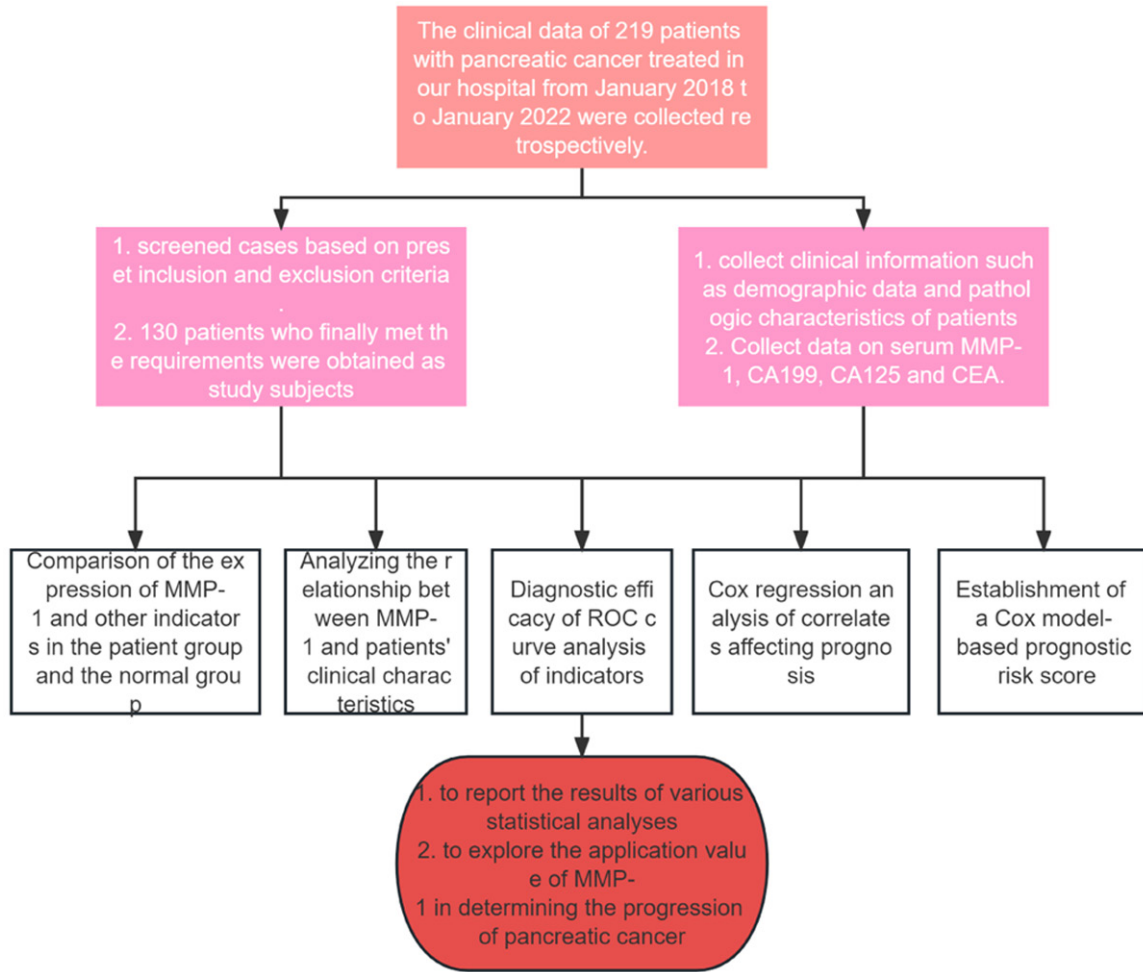 The clinical data of 219 patients
with pancreatic cancer treated in
our hospital from January 2018 t
o January 2022 were collected re
trospectively.
1. screened cases based on pres
et inclusion and exclusion criteria
.
2. 130 patients who finally met th
e requirements were obtained as
study subjects
1. collect clinical information such
as demographic data and pathol
ogic characteristics of patients
2. Collect data on serum MMP-
1, CA199, CA125 and CEA.
Comparison of the ex
pression of MMP-
1 and other indicator
s in the patient group
and the normal grou
p
Analyzing the r
elationship bet
ween MMP-
1 and patients'
clinical charac
teristics
Diagnostic effi
cacy of ROC c
urve analysis
of indicators
Cox regression an
alysis of correlate
s affecting progno
sis
Establishment of
a Cox model-
based prognostic
risk score
1. to report the results of various
statistical analyses
2. to explore the application valu
e of MMP-
1 in determining the progression
of pancreatic cancer